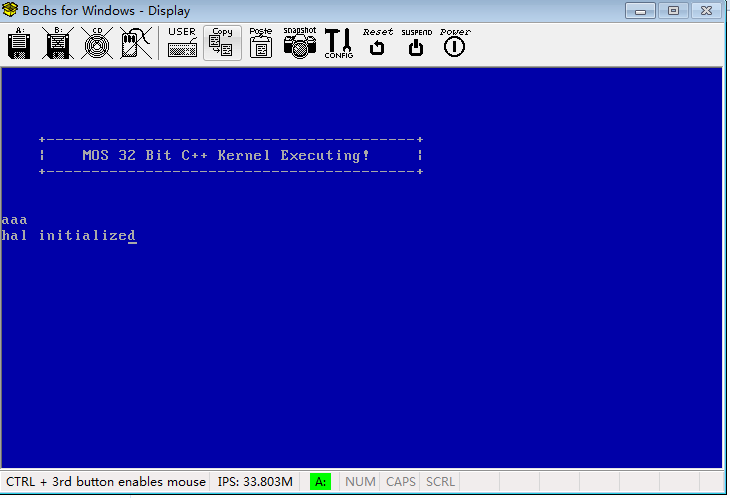 Bochs for Windows - Display
A: B: CD USER Copy Paste snapshot CONFIG Reset SUSPEND Power
+-----------------------------------------+
¦ MOS 32 Bit C++ Kernel Executing! ¦
+-----------------------------------------+
aaa
hal initialized
CTRL + 3rd button enables mouse IPS: 33.803M A: NUM CAPS SCRL